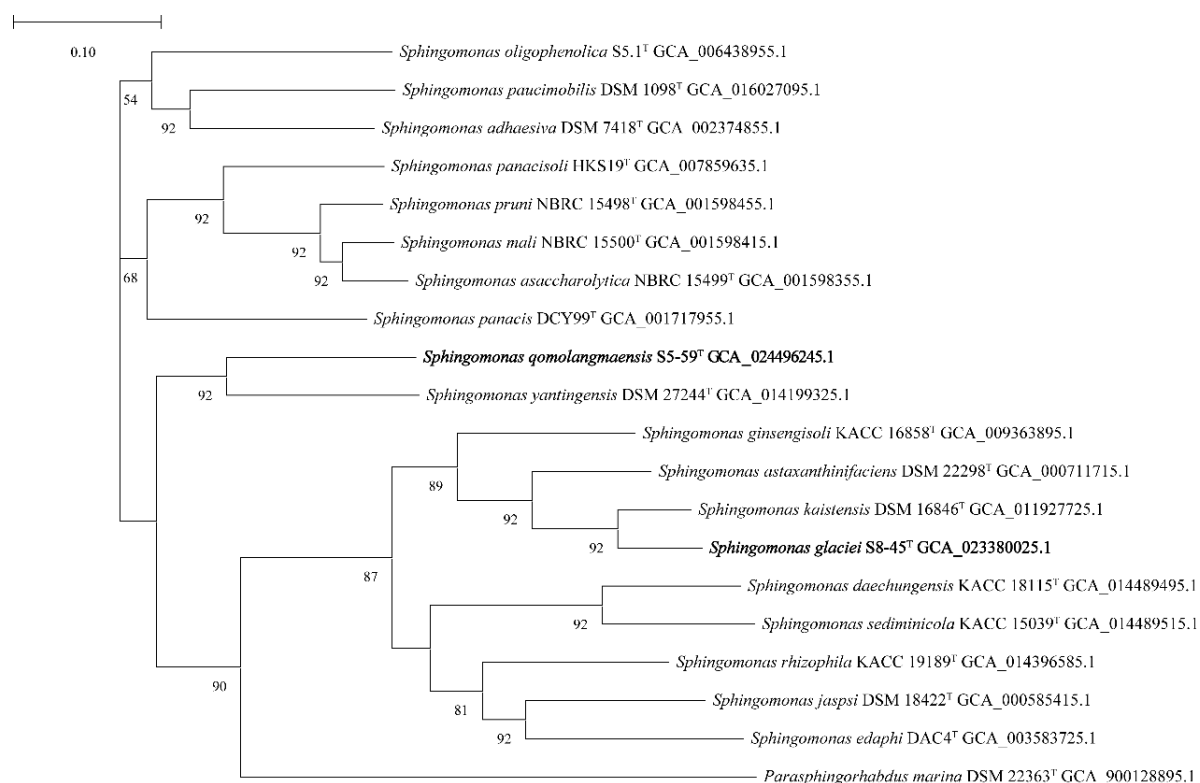 0.10
Sphingomonas oligophenolica S5.1ᵀ GCA_006438955.1
54
Sphingomonas paucimobilis DSM 1098ᵀ GCA_016027095.1
92
Sphingomonas adhaesiva DSM 7418ᵀ GCA_002374855.1
Sphingomonas panacisoli HKS19ᵀ GCA_007859635.1
92
Sphingomonas pruni NBRC 15498ᵀ GCA_001598455.1
92
Sphingomonas mali NBRC 15500ᵀ GCA_001598415.1
92
Sphingomonas asaccharolytica NBRC 15499ᵀ GCA_001598355.1
68
Sphingomonas panacis DCY99ᵀ GCA_001717955.1
Sphingomonas qomolangmaensis S5-59ᵀ GCA_024496245.1
92
Sphingomonas yantingensis DSM 27244ᵀ GCA_014199325.1
Sphingomonas ginsengisoli KACC 16858ᵀ GCA_009363895.1
89
Sphingomonas astaxanthinifaciens DSM 22298ᵀ GCA_000711715.1
92
Sphingomonas kaistensis DSM 16846ᵀ GCA_011927725.1
92
Sphingomonas glaciei S8-45ᵀ GCA_023380025.1
87
Sphingomonas daechungensis KACC 18115ᵀ GCA_014489495.1
92
Sphingomonas sediminicola KACC 15039ᵀ GCA_014489515.1
Sphingomonas rhizophila KACC 19189ᵀ GCA_014396585.1
90
81
Sphingomonas jaspsi DSM 18422ᵀ GCA_000585415.1
92
Sphingomonas edaphi DAC4ᵀ GCA_003583725.1
Parasphingorhabdus marina DSM 22363ᵀ GCA_900128895.1